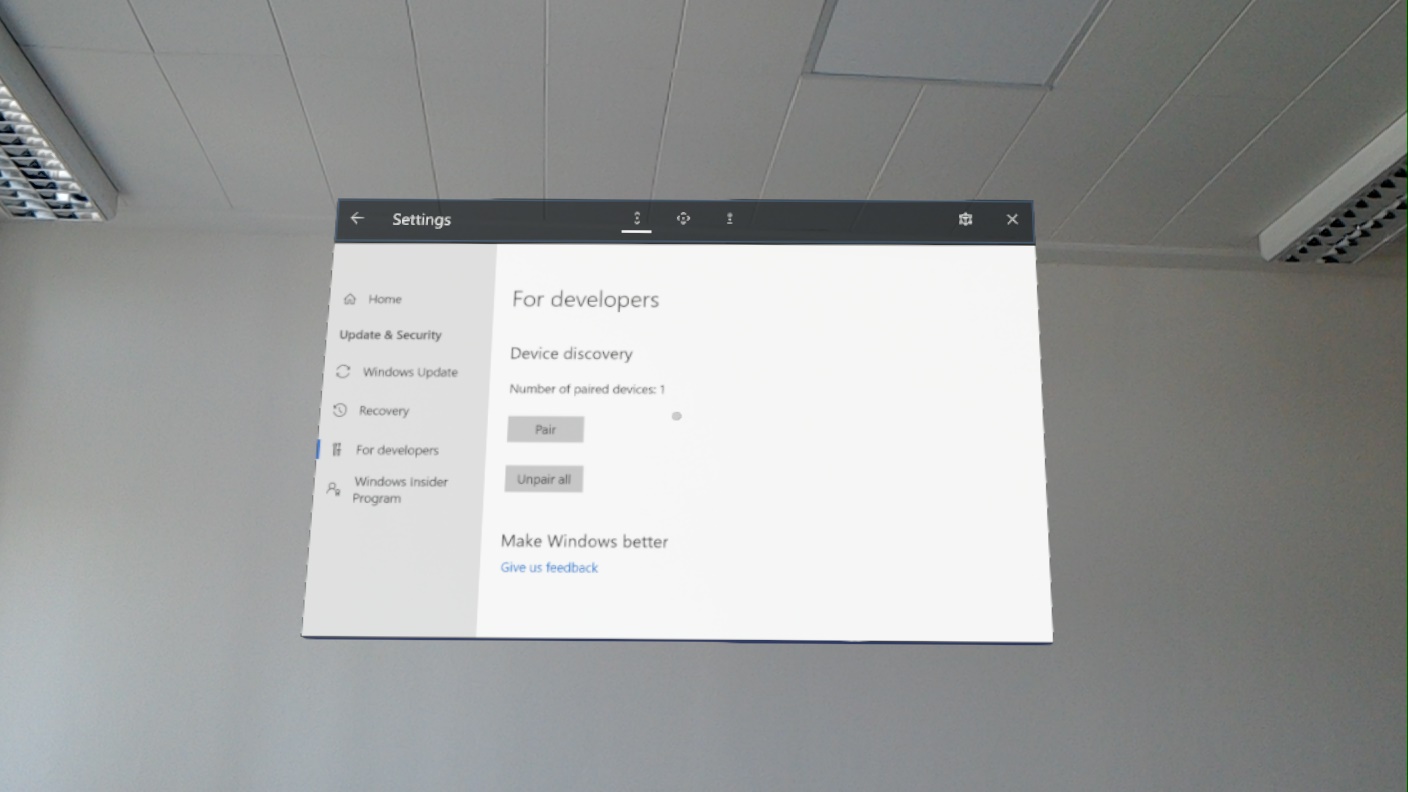 Settings
Home
Update & Security
Windows Update
Recovery
For developers
Windows Insider
Program
For developers
Device discovery
Number of paired devices: 1
Pair
Unpair all
Make Windows better
Give us feedback